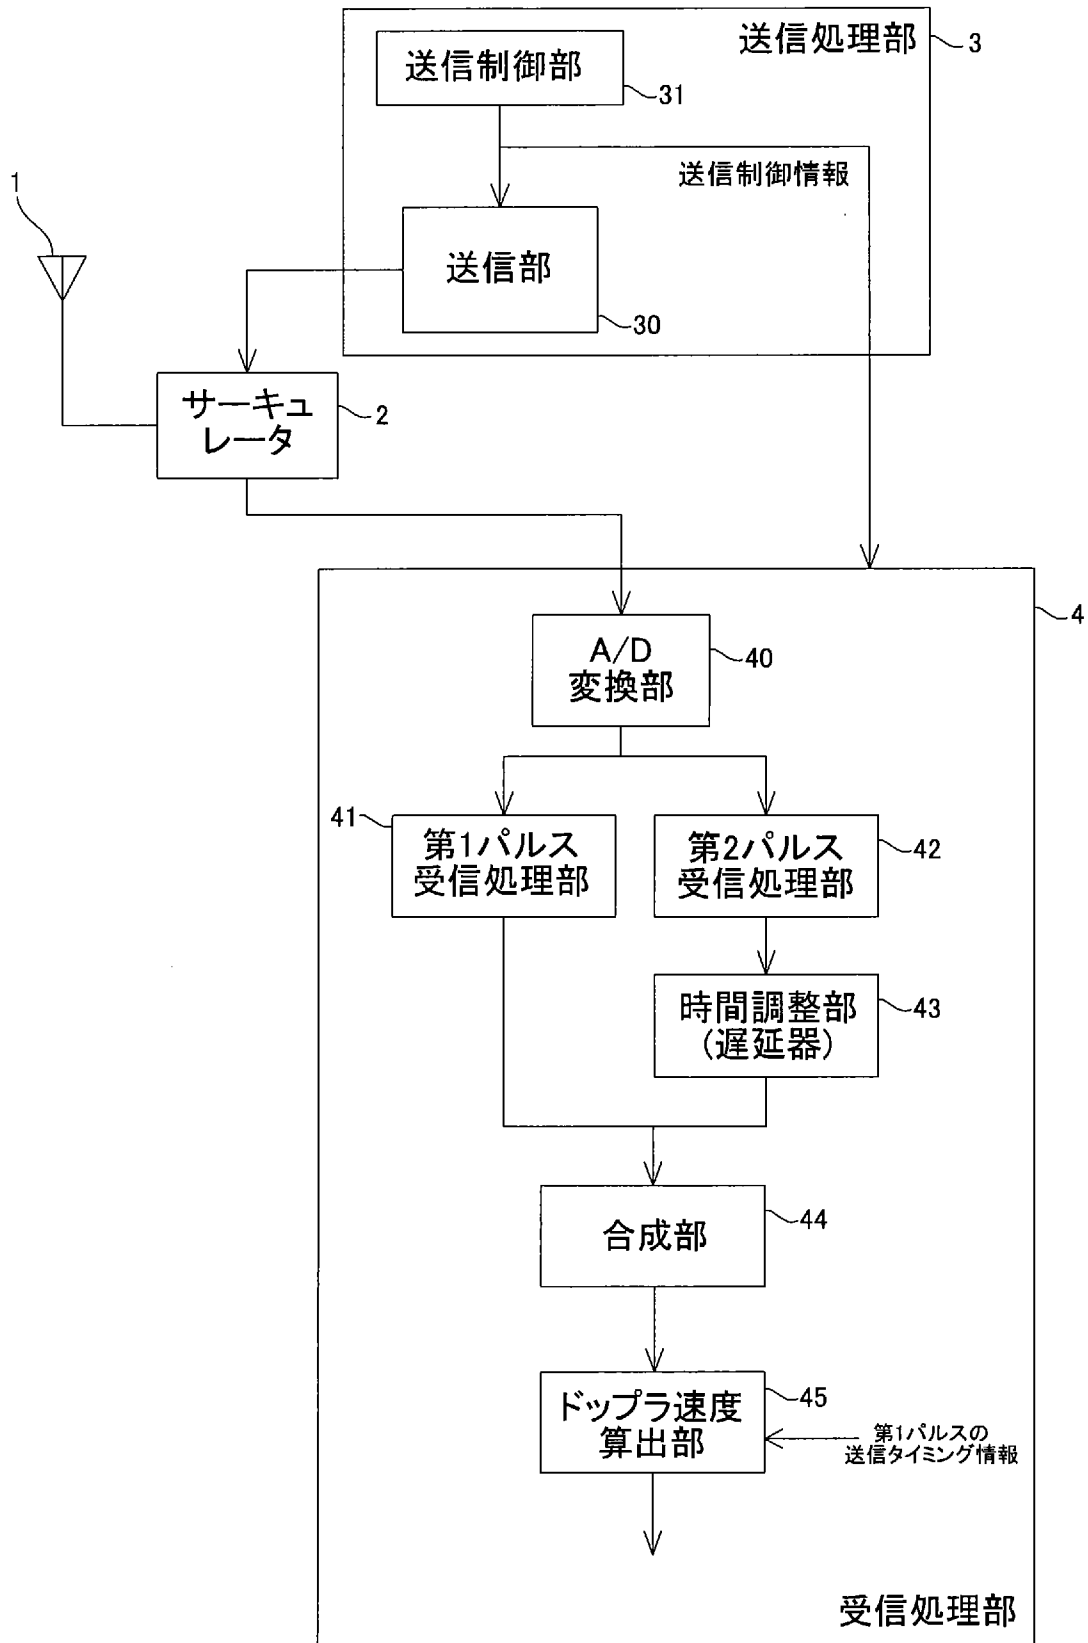 送信処理部
3
送信制御部
31
送信制御情報
1
送信部
30
サーキュ
レータ
2
4
A/D
変換部
40
41
第1パルス
受信処理部
第2パルス
受信処理部
42
時間調整部
(遅延器)
43
合成部
44
ドップラ速度
算出部
45
第1パルスの
送信タイミング情報
受信処理部